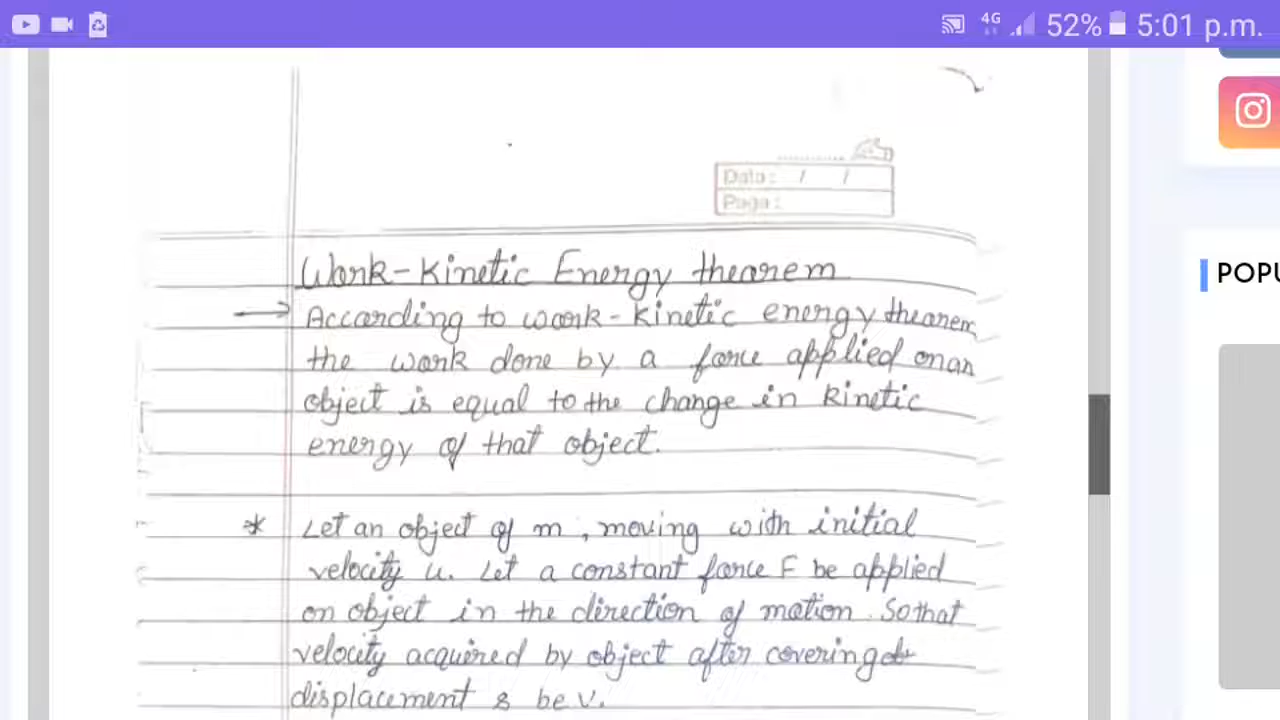 4G 52% 5:01 p.m.
Date: / /
Page:
POPU
Work-Kinetic Energy theorem
According to work-kinetic energy theorem
the work done by a force applied on an
object is equal to the change in kinetic
energy of that object.
* Let an object of m, moving with initial
velocity u. Let a constant force F be applied
on object in the direction of motion. So that
velocity acquired by object after covering
displacement s be v.